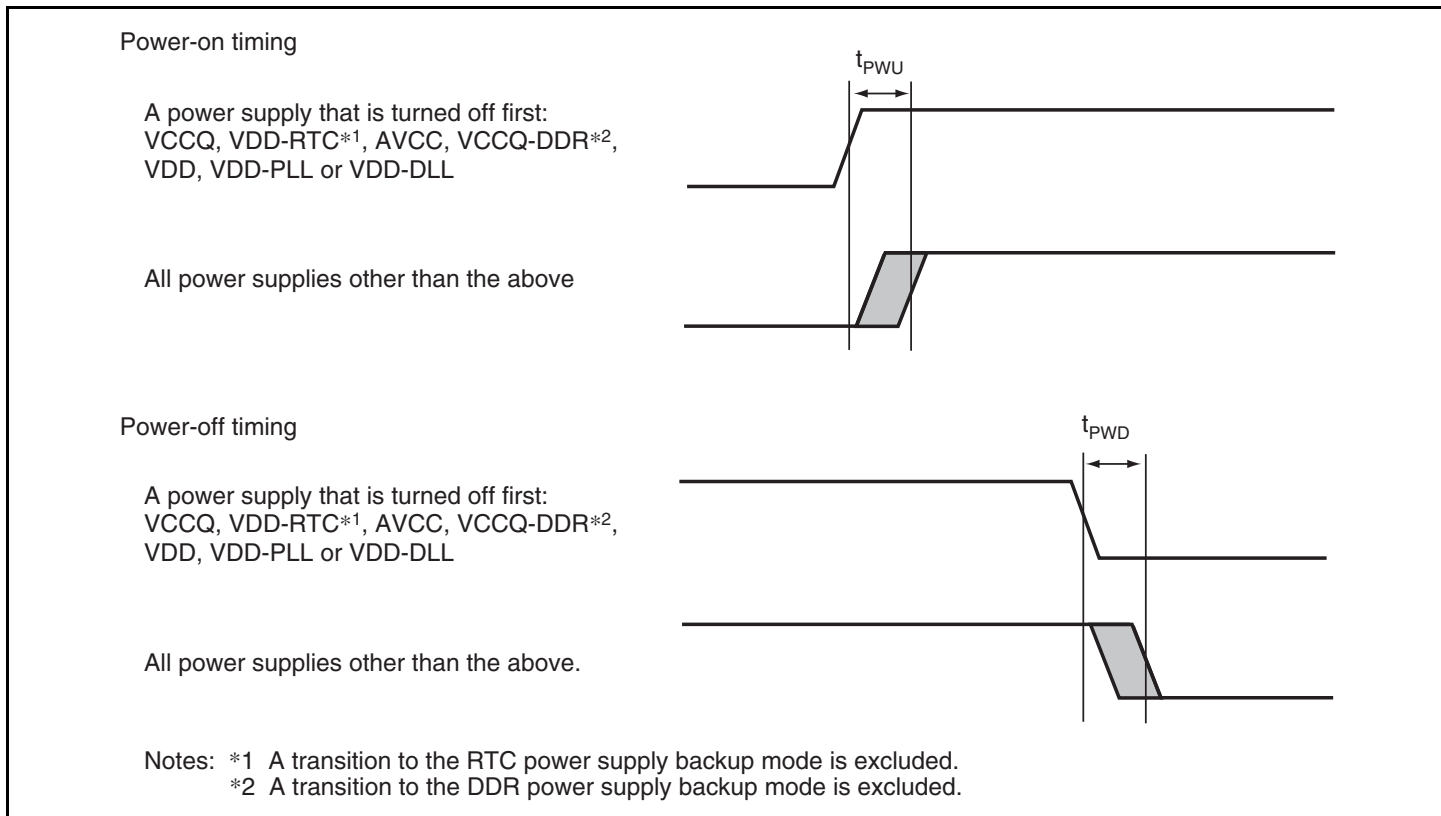 Power-on timing
tPWU
A power supply that is turned off first:
VCCQ, VDD-RTC*1, AVCC, VCCQ-DDR*2,
VDD, VDD-PLL or VDD-DLL
All power supplies other than the above
Power-off timing
tPWD
A power supply that is turned off first:
VCCQ, VDD-RTC*1, AVCC, VCCQ-DDR*2,
VDD, VDD-PLL or VDD-DLL
All power supplies other than the above.
Notes: *1 A transition to the RTC power supply backup mode is excluded.
*2 A transition to the DDR power supply backup mode is excluded.